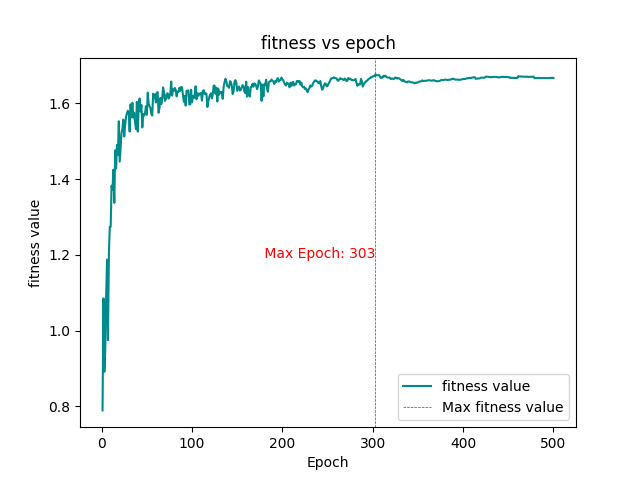 fitness vs epoch
fitness value
1.6
1.4
1.2
1.0
0.8
Max Epoch: 303
fitness value
Max fitness value
0
100
200
300
400
500
Epoch